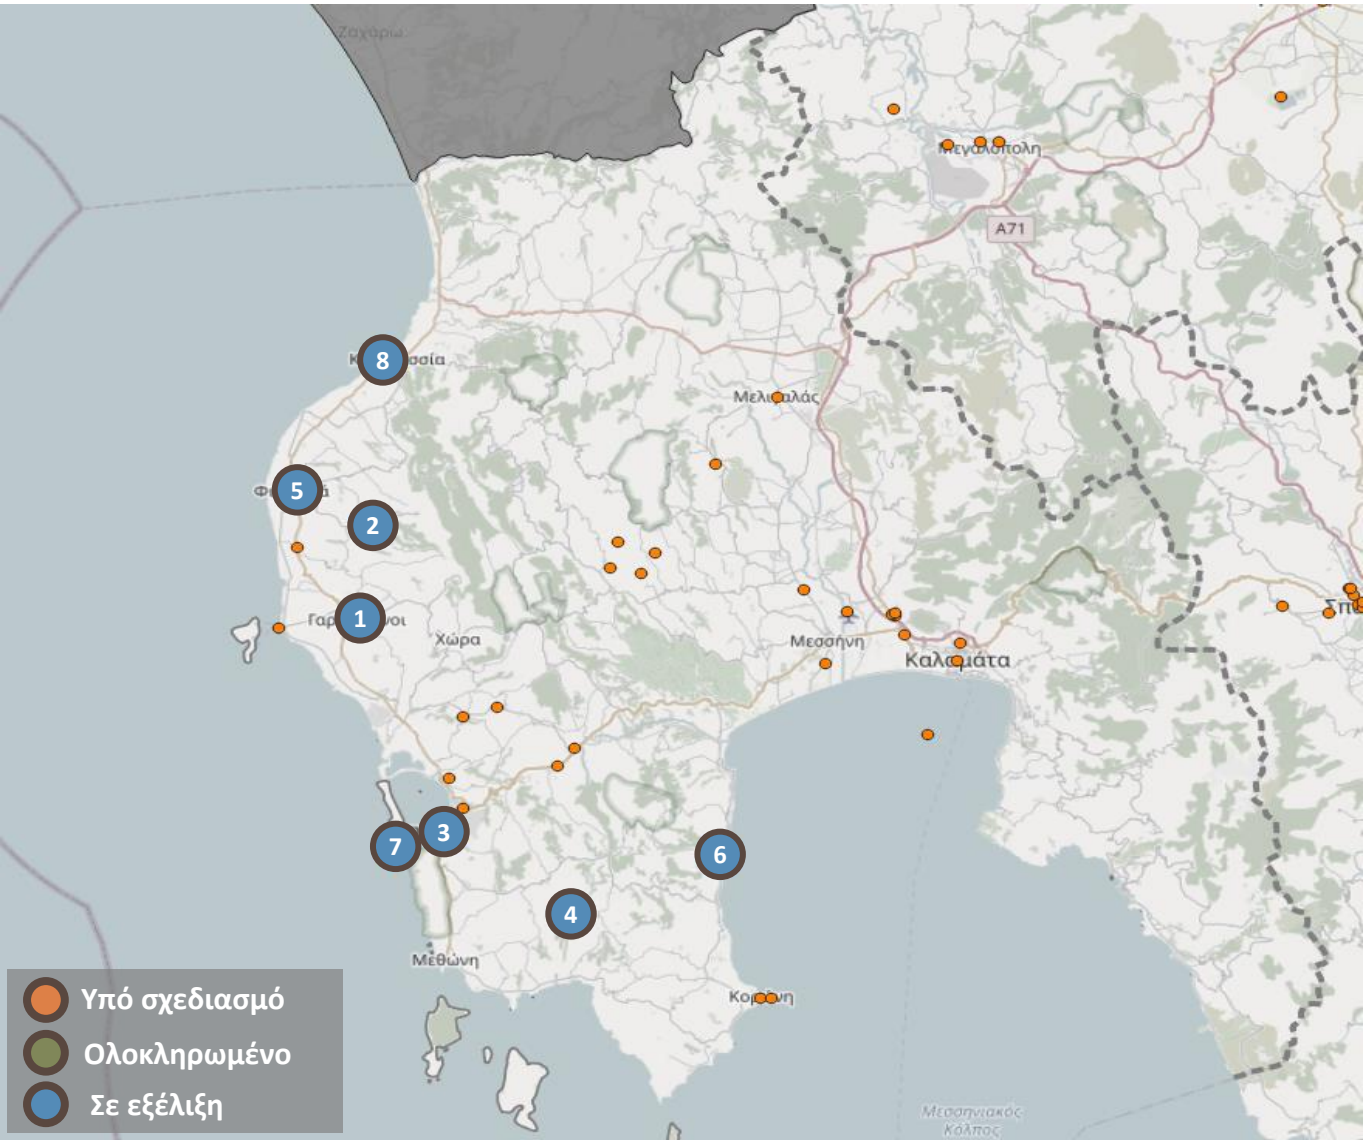 Ζαχάρω
Μεγαλόπολη
A71
8
Μελιγαλάς
5
2
1
Χώρα
Μεσσήνη
Καλαμάτα
3
7
6
4
Μεθώνη
Κορώνη
Υπό σχεδιασμό
Ολοκληρωμένο
Σε εξέλιξη
Μεσσηνιακός
Κόλπος